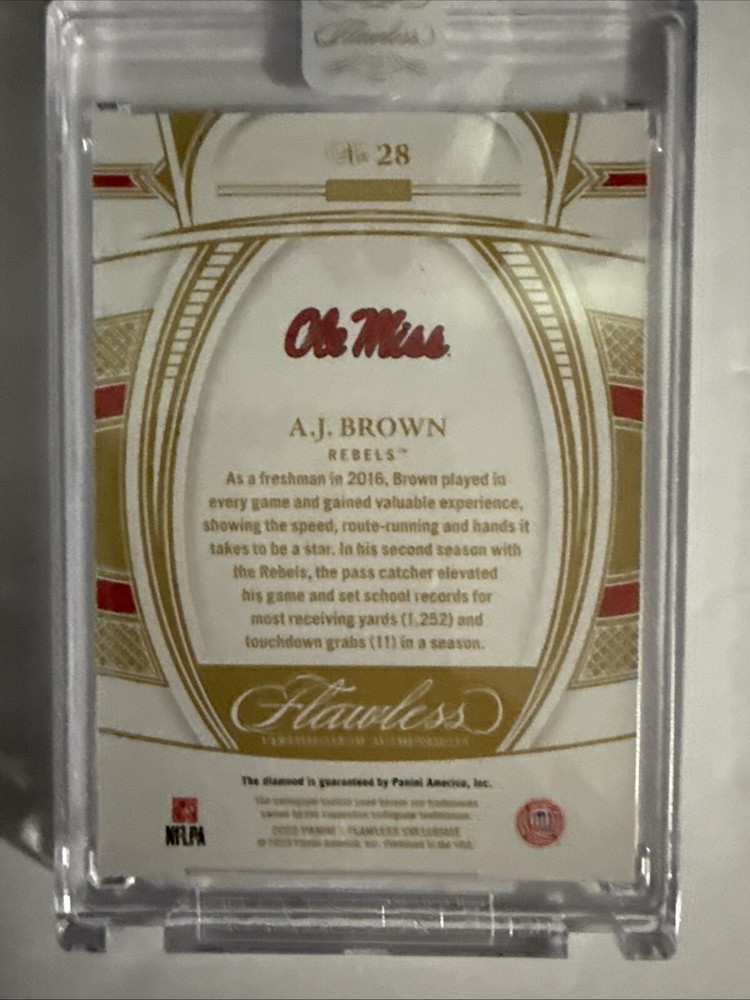 Flawless
No 28
Ole Miss
A.J. BROWN
REBELS™
As a freshman in 2016, Brown played in
every game and gained valuable experience,
showing the speed, route-running and hands it
takes to be a star. In his second season with
the Rebels, the pass catcher elevated
his game and set school records for
most receiving yards (1,252) and
touchdown grabs (11) in a season.
Flawless
The diamond is guaranteed by Panini America, Inc.
NFLPA
PANINI - FLAWLESS COLLEGIATE